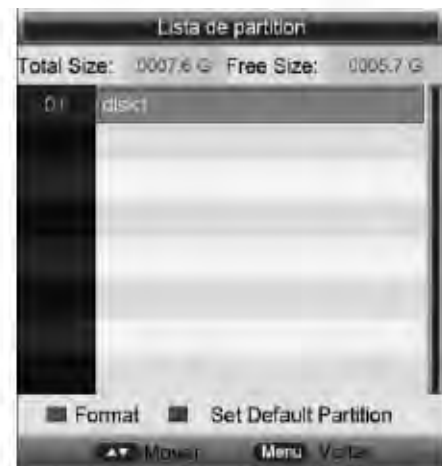 Lista de partition
Total Size: 0007.6 G Free Size: 0005.7 G
01 disk1
Format Set Default Partition
Mover Menu Voltar